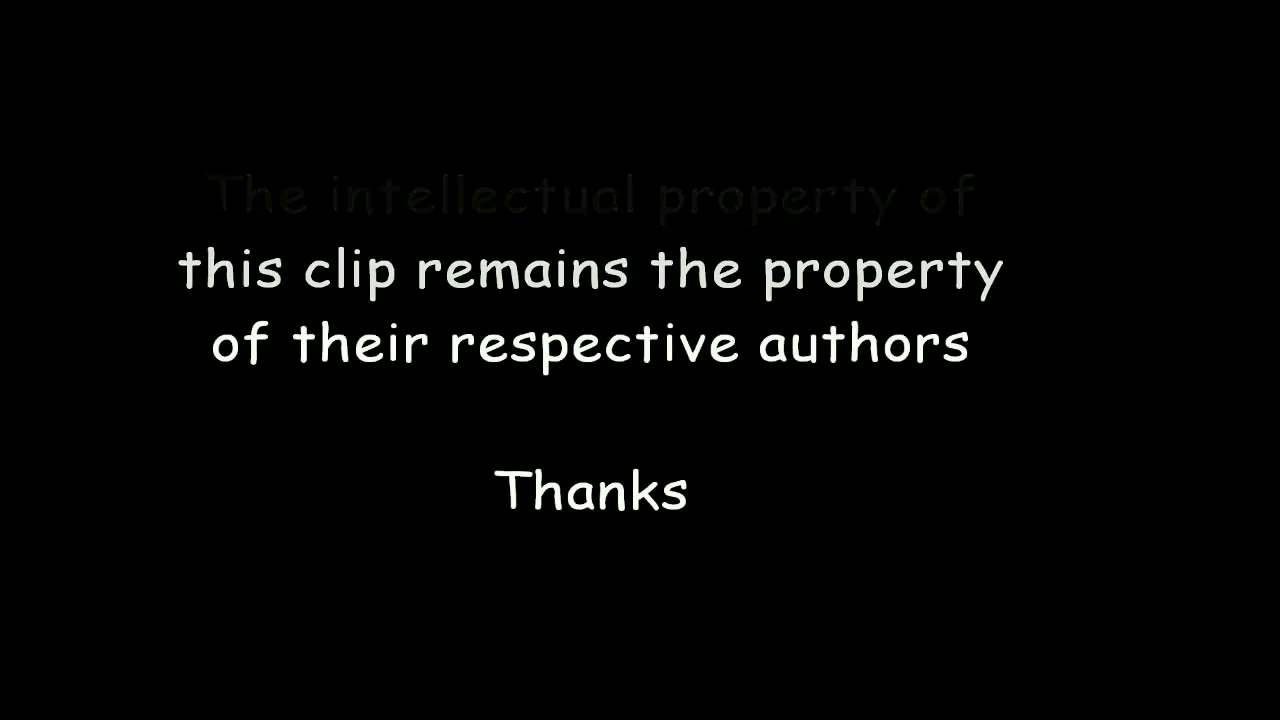 The intellectual property of
this clip remains the property
of their respective authors
Thanks